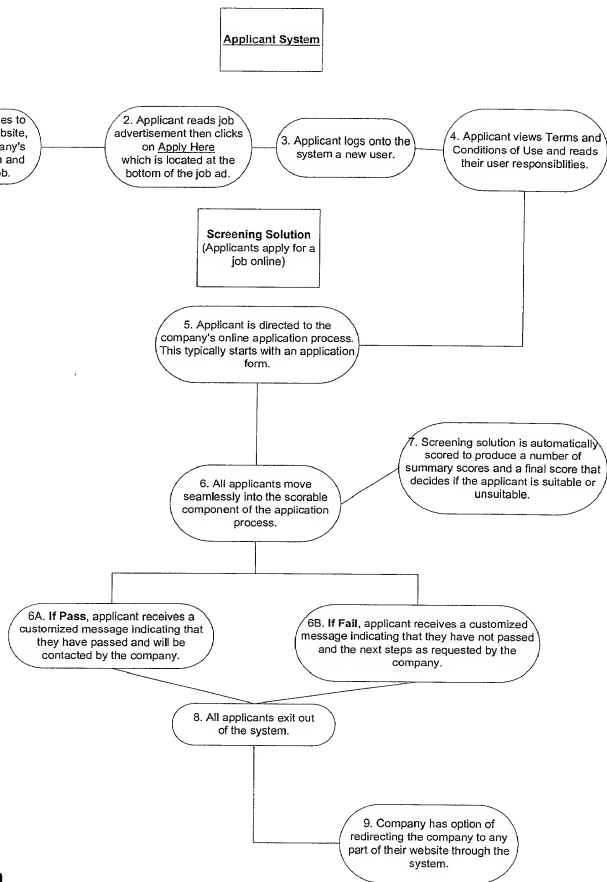 Applicant System
es to
bsite,
any's
and
b.
2. Applicant reads job
advertisement then clicks
on Apply Here
which is located at the
bottom of the job ad.
3. Applicant logs onto the
system a new user.
4. Applicant views Terms and
Conditions of Use and reads
their user responsiblities.
Screening Solution
(Applicants apply for a
job online)
5. Applicant is directed to the
company's online application process.
This typically starts with an application
form.
7. Screening solution is automatically
scored to produce a number of
summary scores and a final score that
decides if the applicant is suitable or
unsuitable.
6. All applicants move
seamlessly into the scorable
component of the application
process.
6A. If Pass, applicant receives a
customized message indicating that
they have passed and will be
contacted by the company.
6B. If Fail, applicant receives a customized
message indicating that they have not passed
and the next steps as requested by the
company.
8. All applicants exit out
of the system.
9. Company has option of
redirecting the company to any
part of their website through the
system.